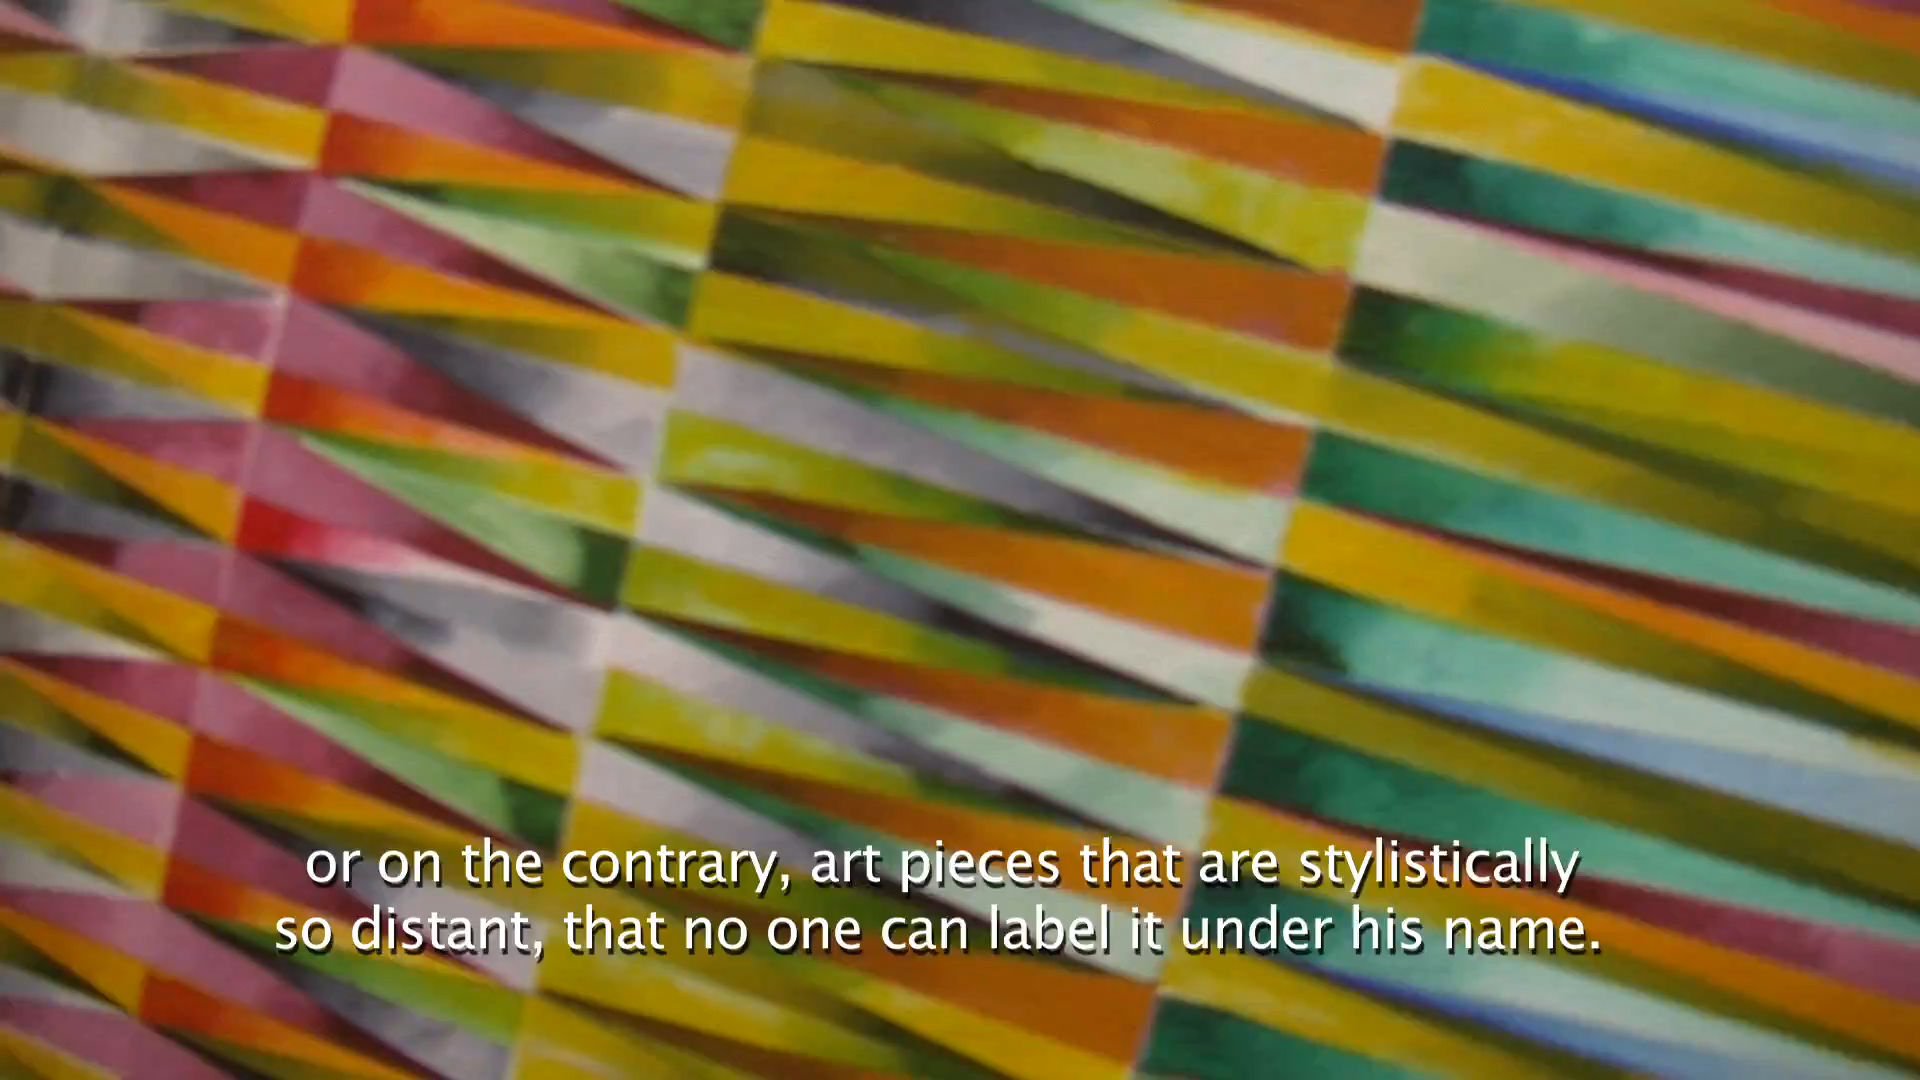 or on the contrary, art pieces that are stylistically
so distant, that no one can label it under his name.